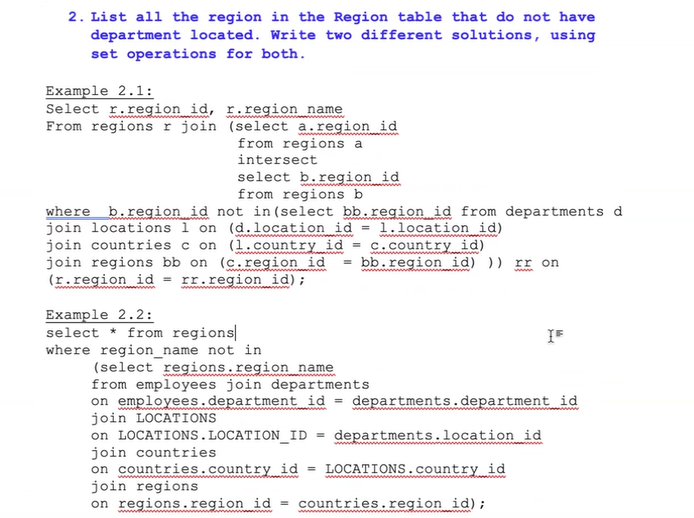 2. List all the region in the Region table that do not have
department located. Write two different solutions, using
set operations for both.
Example 2.1:
Select r.region_id, r.region_name
From regions r join (select a.region_id
from regions a
intersect
select b.region_id
from regions b
where b.region_id not in(select bb.region_id from departments d
join locations l on (d.location_id = l.location_id)
join countries c on (l.country_id = c.country_id)
join regions bb on (c.region_id = bb.region_id) )) rr on
(r.region_id = rr.region_id);
Example 2.2:
select * from regions
where region_name not in
(select regions.region_name
from employees join departments
on employees.department_id = departments.department_id
join LOCATIONS
on LOCATIONS.LOCATION_ID = departments.location_id
join countries
on countries.country_id = LOCATIONS.country_id
join regions
on regions.region_id = countries.region_id);